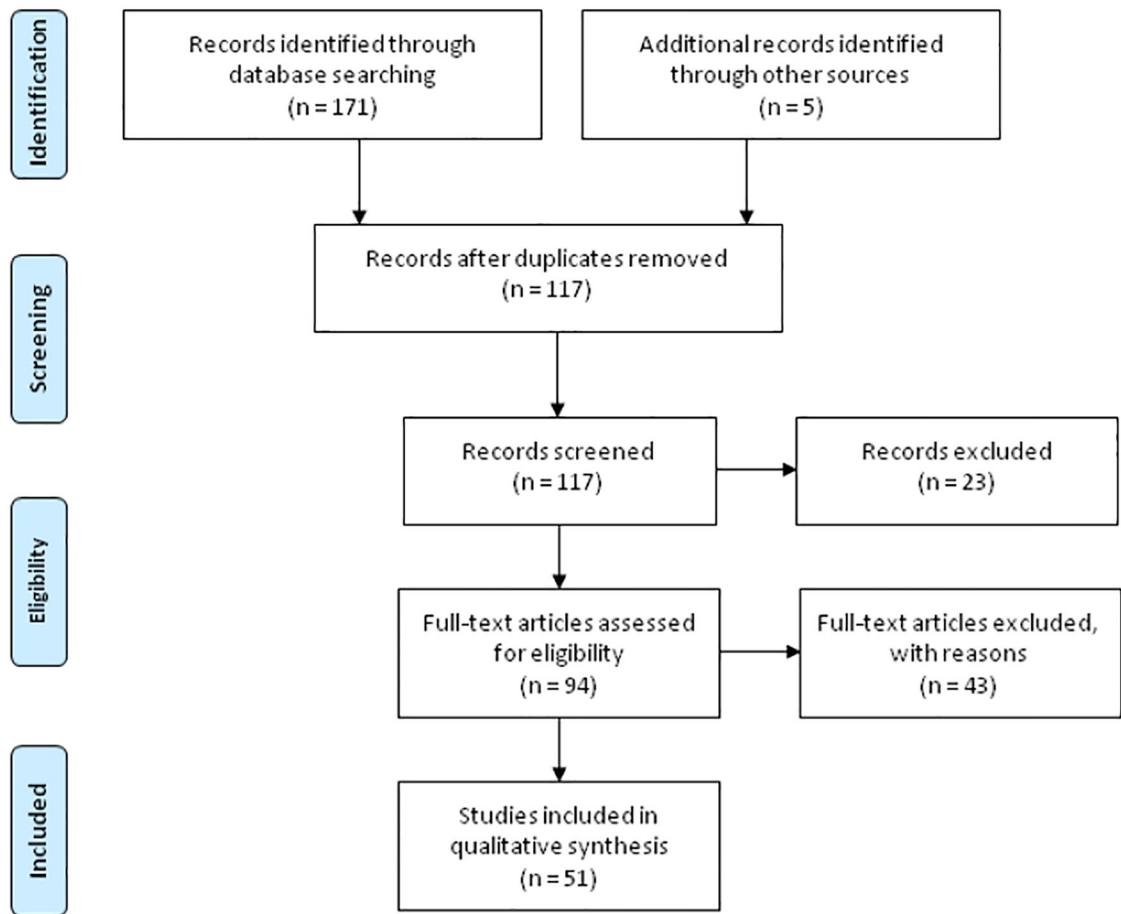 Identification
Records identified through
database searching
(n = 171)
Additional records identified
through other sources
(n = 5)
Screening
Records after duplicates removed
(n = 117)
Records screened
(n = 117)
Records excluded
(n = 23)
Eligibility
Full-text articles assessed
for eligibility
(n = 94)
Full-text articles excluded,
with reasons
(n = 43)
Included
Studies included in
qualitative synthesis
(n = 51)